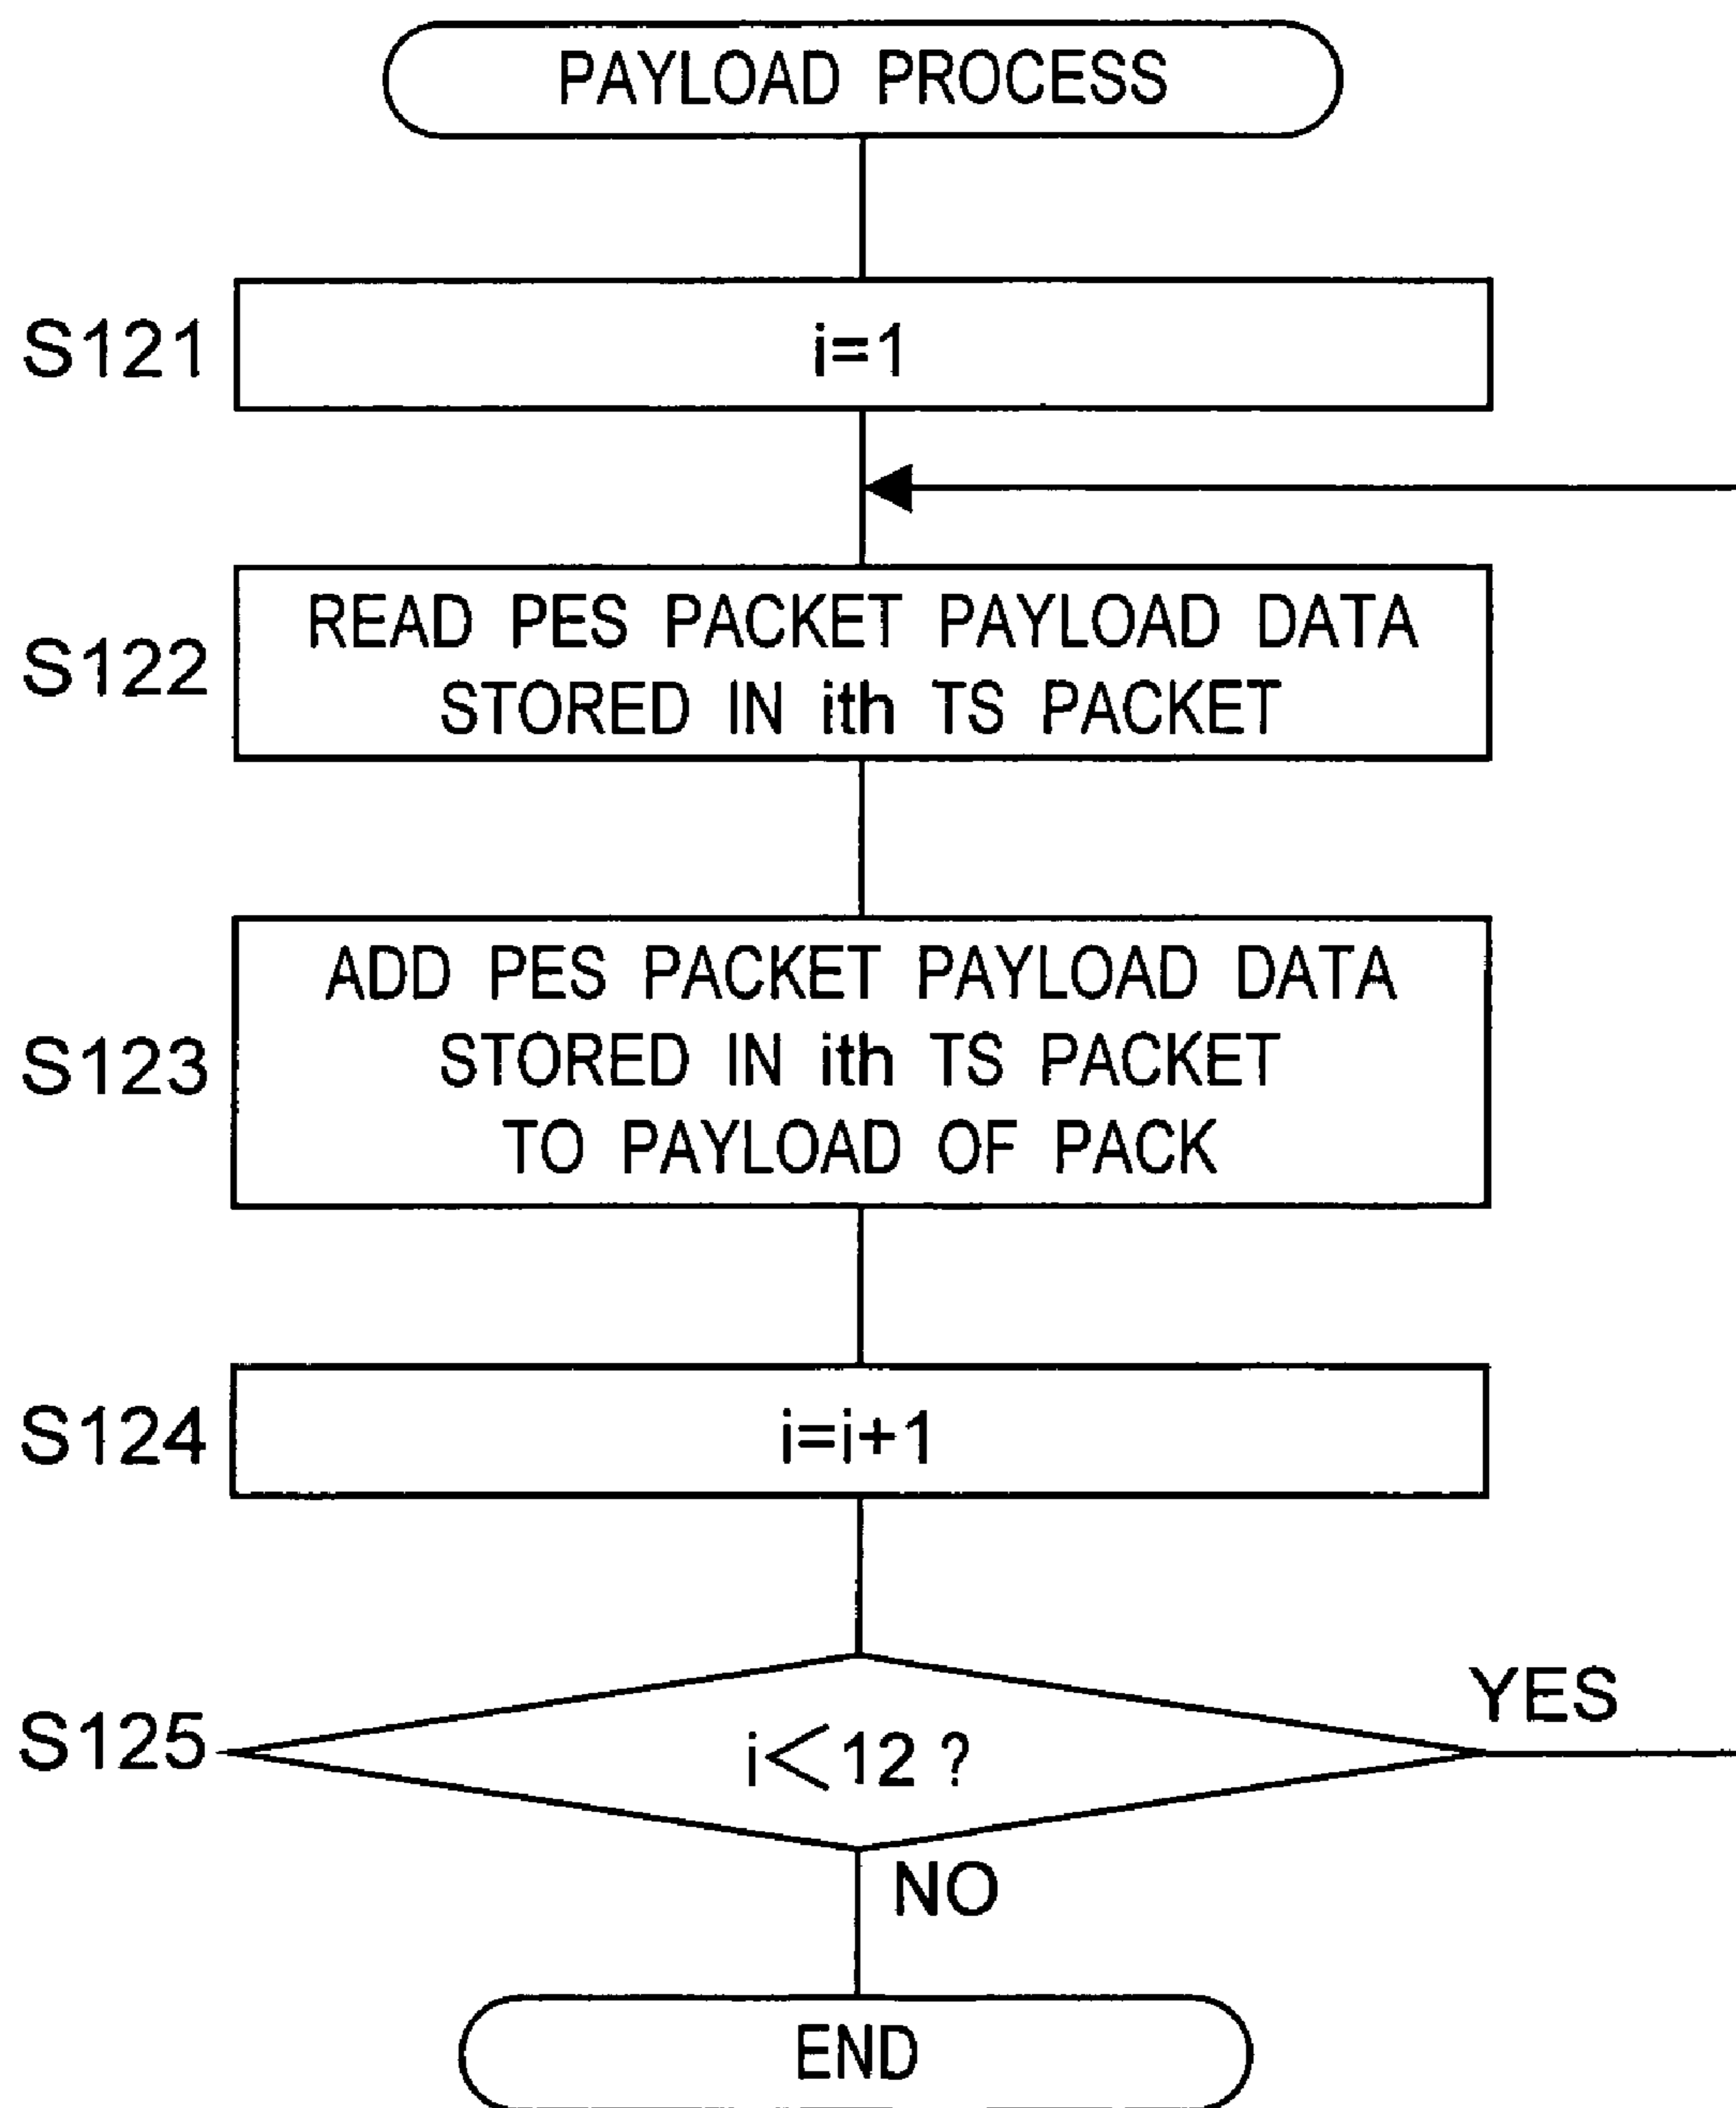 PAYLOAD PROCESS
S121
i=1
S122
READ PES PACKET PAYLOAD DATA
STORED IN ith TS PACKET
S123
ADD PES PACKET PAYLOAD DATA
STORED IN ith TS PACKET
TO PAYLOAD OF PACK
S124
i=i+1
S125
i<12 ?
YES
NO
END